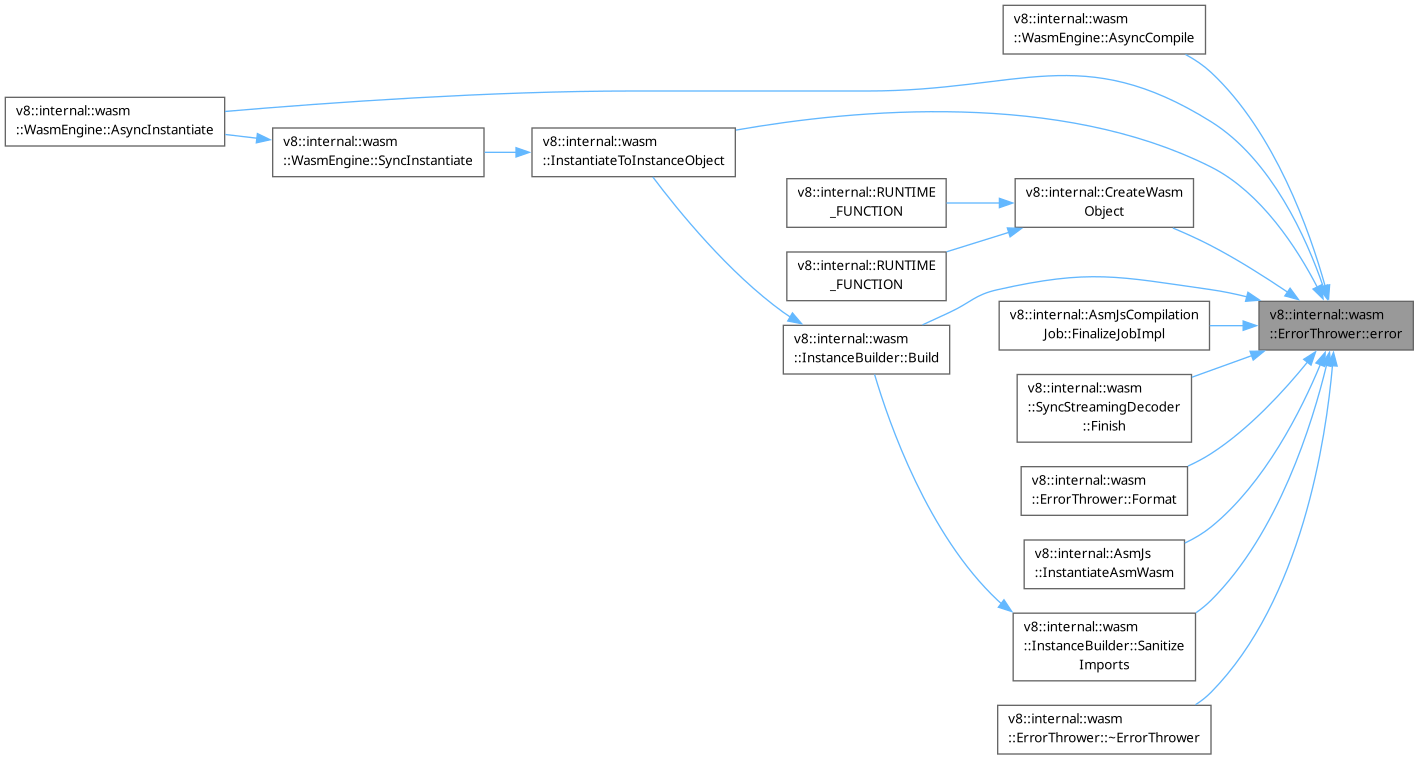 v8::internal::wasm
::WasmEngine::AsyncCompile
v8::internal::wasm
::WasmEngine::AsyncInstantiate
v8::internal::wasm
::WasmEngine::SyncInstantiate
v8::internal::wasm
::InstantiateToInstanceObject
v8::internal::RUNTIME
_FUNCTION
v8::internal::CreateWasm
Object
v8::internal::RUNTIME
_FUNCTION
v8::internal::wasm
::ErrorThrower::error
v8::internal::AsmJsCompilation
Job::FinalizeJobImpl
v8::internal::wasm
::InstanceBuilder::Build
v8::internal::wasm
::SyncStreamingDecoder
::Finish
v8::internal::wasm
::ErrorThrower::Format
v8::internal::AsmJs
::InstantiateAsmWasm
v8::internal::wasm
::InstanceBuilder::Sanitize
Imports
v8::internal::wasm
::ErrorThrower::~ErrorThrower